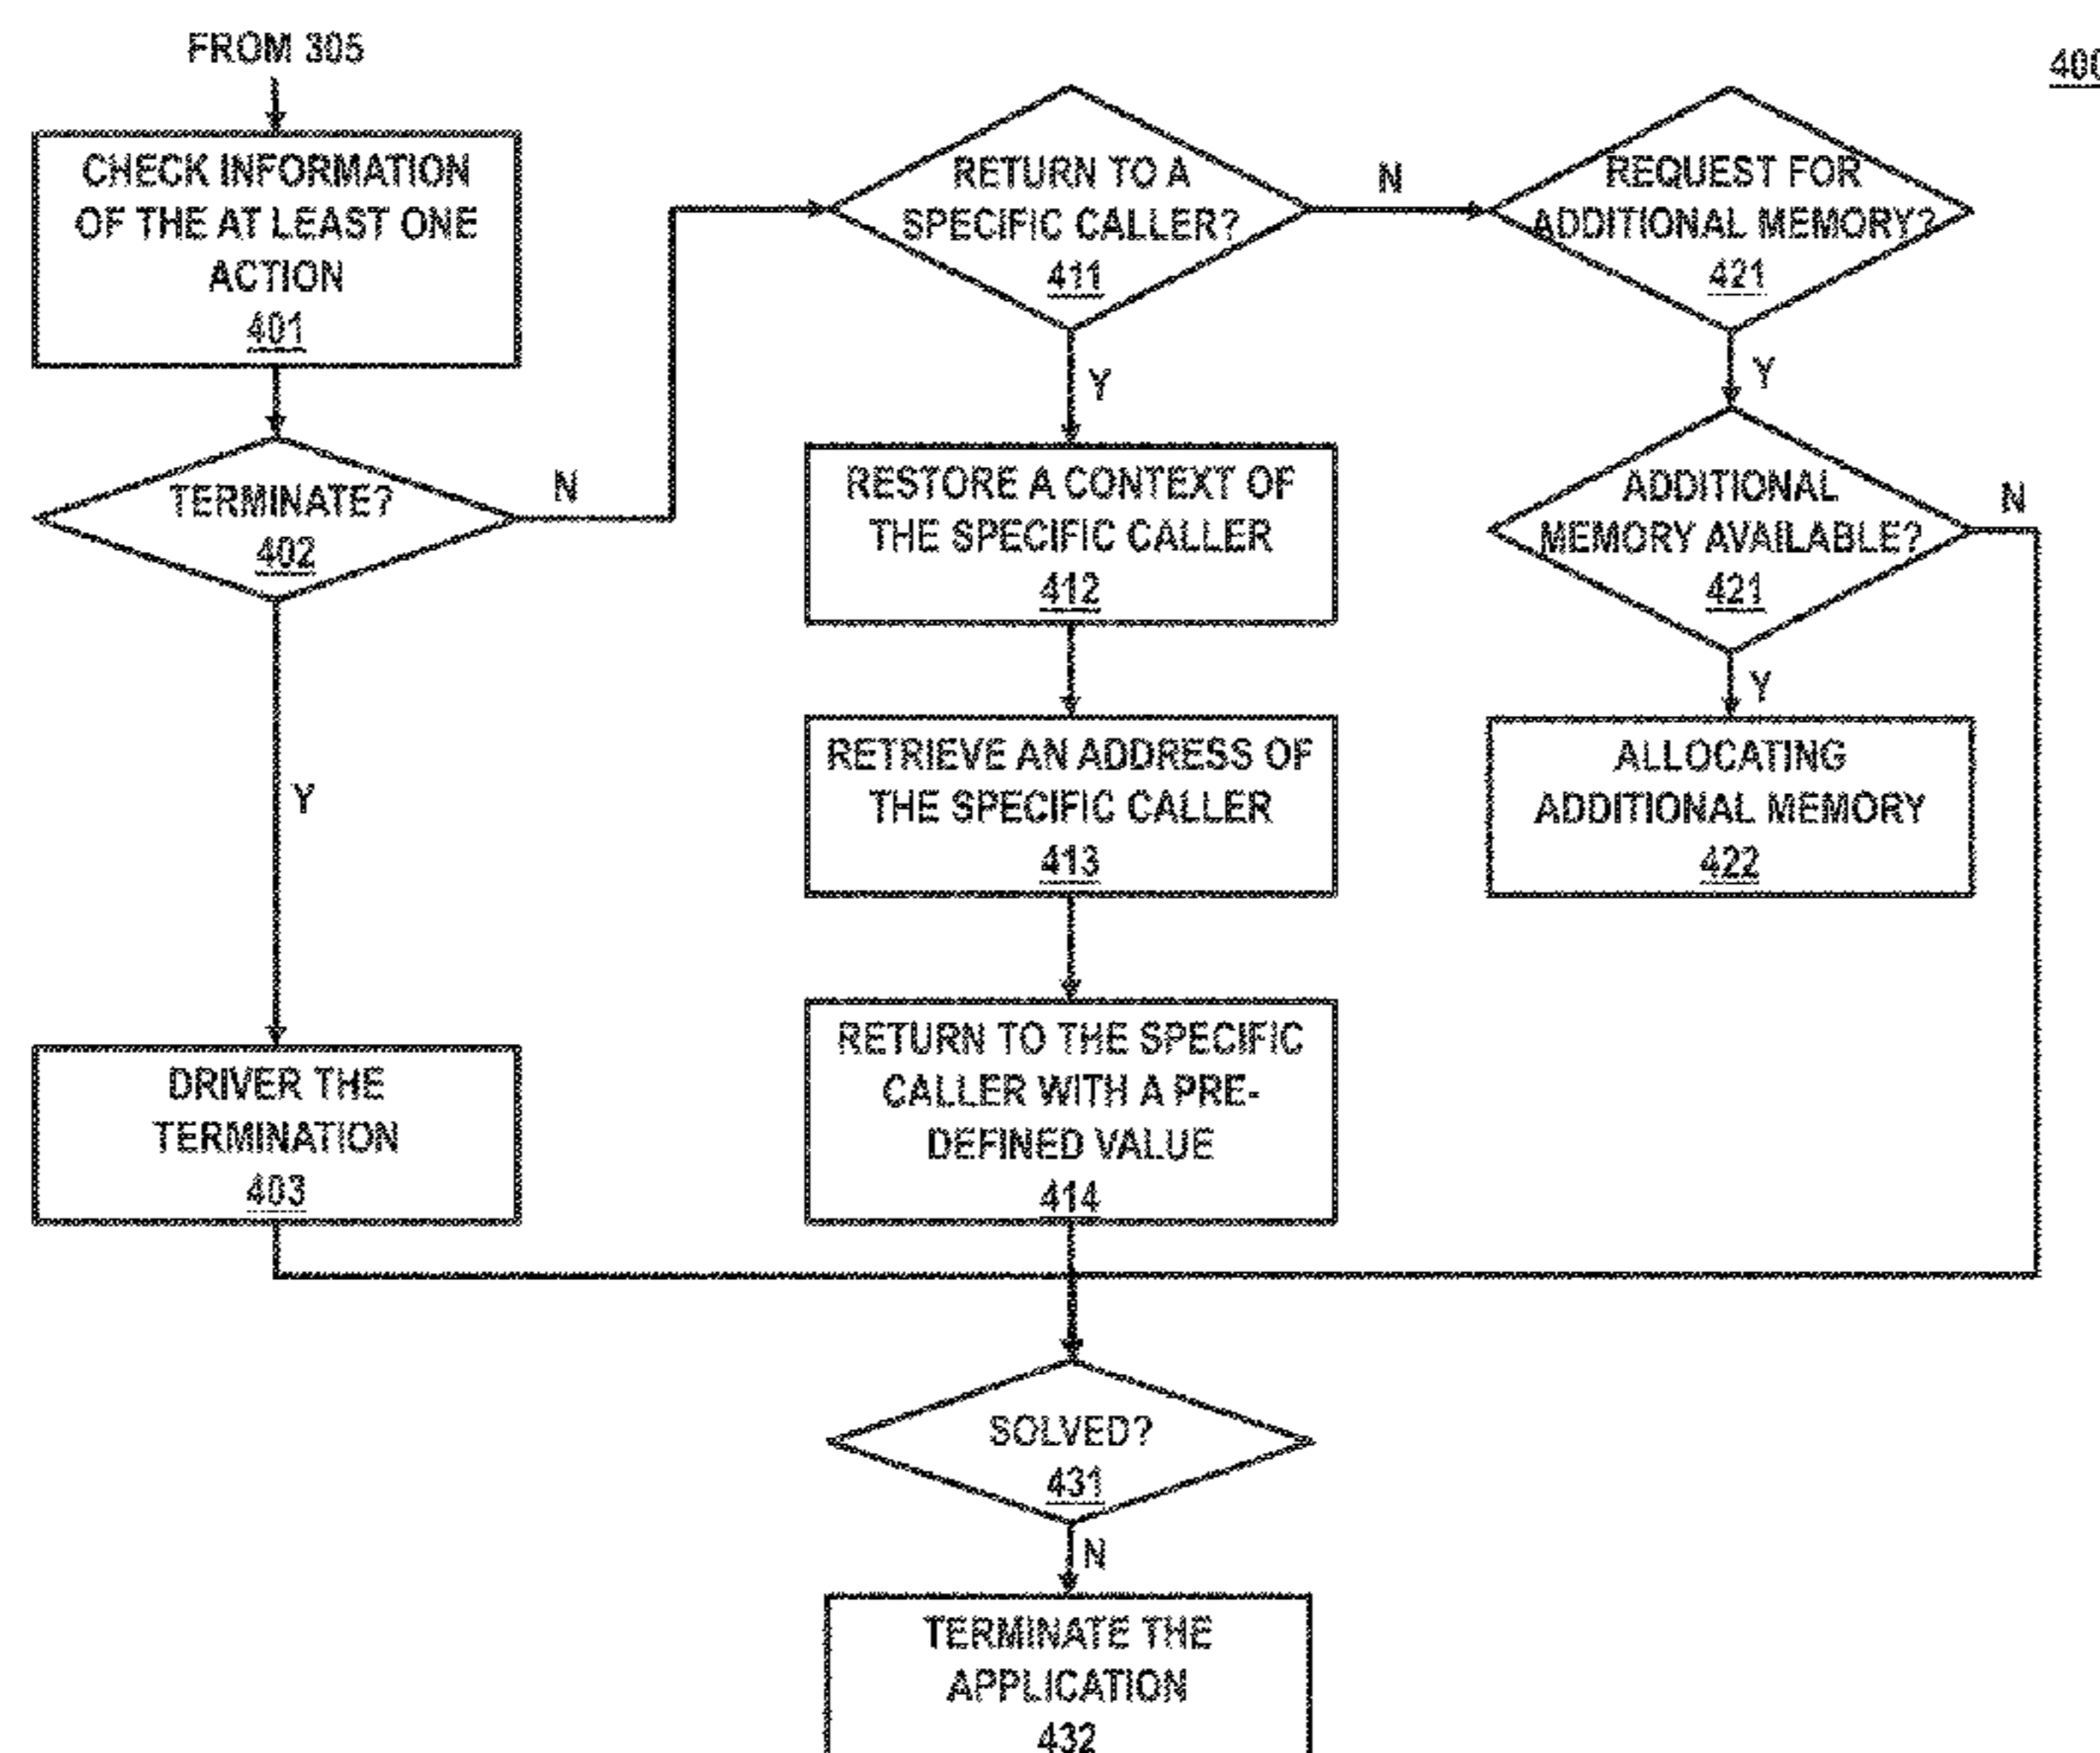 FROM 305
400
CHECK INFORMATION
OF THE AT LEAST ONE
ACTION
401
TERMINATE?
402
N
Y
DRIVER THE
TERMINATION
403
RETURN TO A
SPECIFIC CALLER?
411
N
Y
RESTORE A CONTEXT OF
THE SPECIFIC CALLER
412
RETRIEVE AN ADDRESS OF
THE SPECIFIC CALLER
413
RETURN TO THE SPECIFIC
CALLER WITH A PRE-
DEFINED VALUE
414
REQUEST FOR
ADDITIONAL MEMORY?
421
Y
ADDITIONAL
MEMORY AVAILABLE?
421
N
Y
ALLOCATING
ADDITIONAL MEMORY
422
SOLVED?
431
N
TERMINATE THE
APPLICATION
432